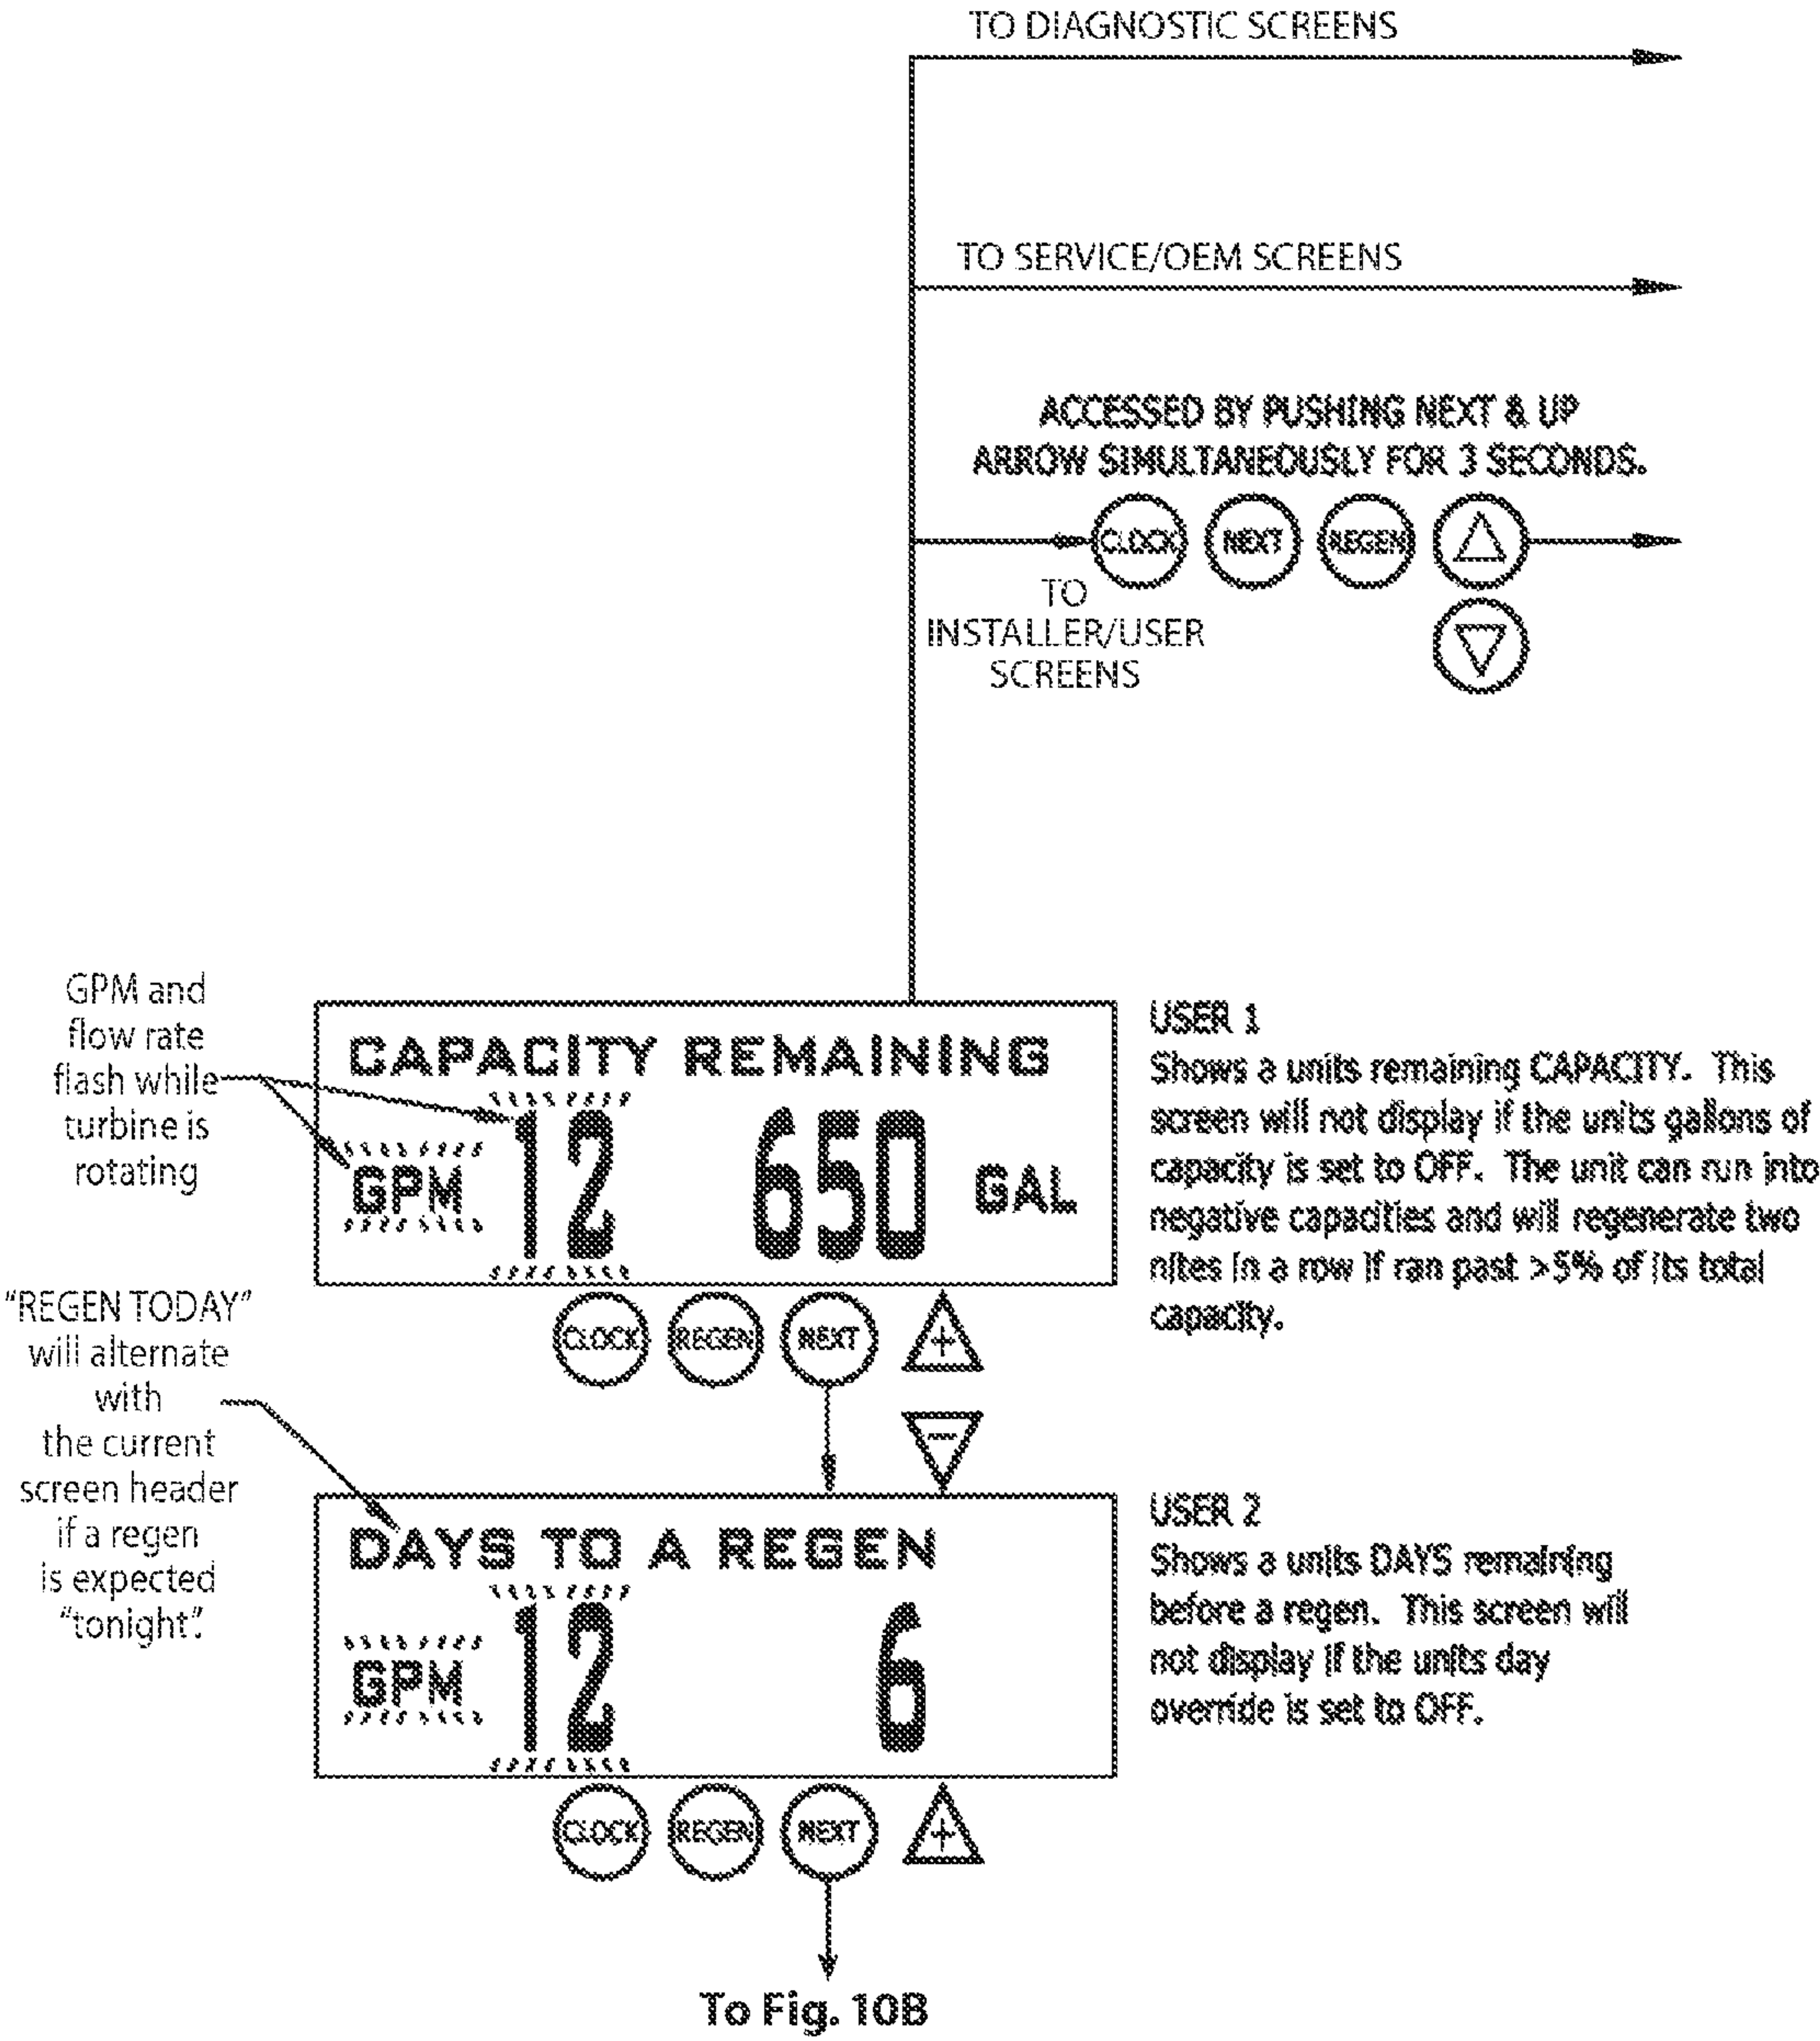 TO DIAGNOSTIC SCREENS
TO SERVICE/OEM SCREENS
ACCESSED BY PUSHING NEXT & UP
ARROW SIMULTANEOUSLY FOR 3 SECONDS.
CLOCK NEXT REGEN
TO
INSTALLER/USER
SCREENS
GPM and
flow rate
flash while
turbine is
rotating
CAPACITY REMAINING
GPM 12 650 GAL
CLOCK REGEN NEXT +
-
USER 1
Shows a units remaining CAPACITY. This
screen will not display if the units gallons of
capacity is set to OFF. The unit can run into
negative capacities and will regenerate two
nites in a row if ran past >5% of its total
capacity.
"REGEN TODAY"
will alternate
with
the current
screen header
if a regen
is expected
"tonight".
DAYS TO A REGEN
GPM 12 6
CLOCK REGEN NEXT +
USER 2
Shows a units DAYS remaining
before a regen. This screen will
not display if the units day
override is set to OFF.
To Fig. 10B